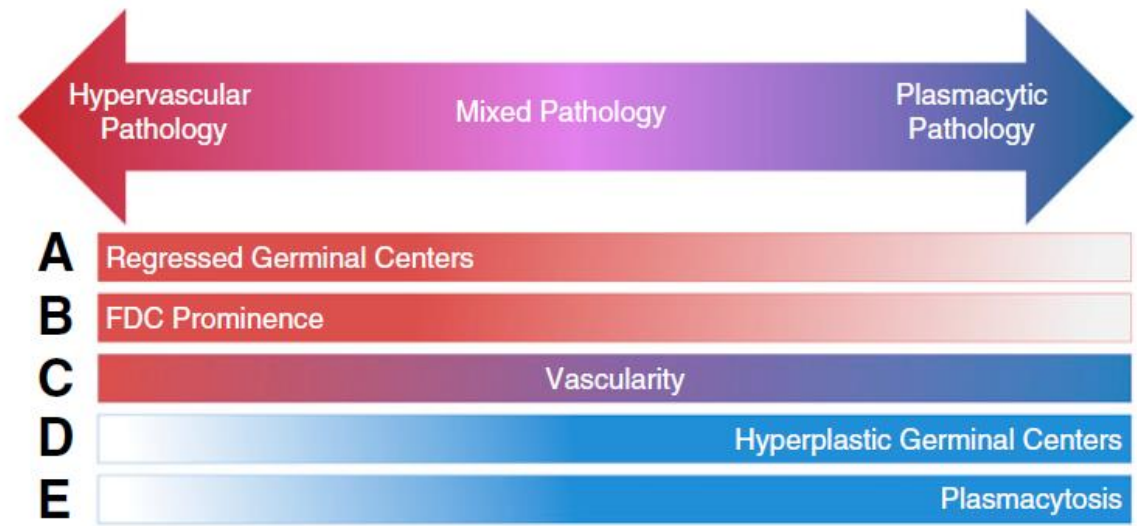 Hypervascular
Pathology
Mixed Pathology
Plasmacytic
Pathology
A Regressed Germinal Centers
B FDC Prominence
C Vascularity
D Hyperplastic Germinal Centers
E Plasmacytosis